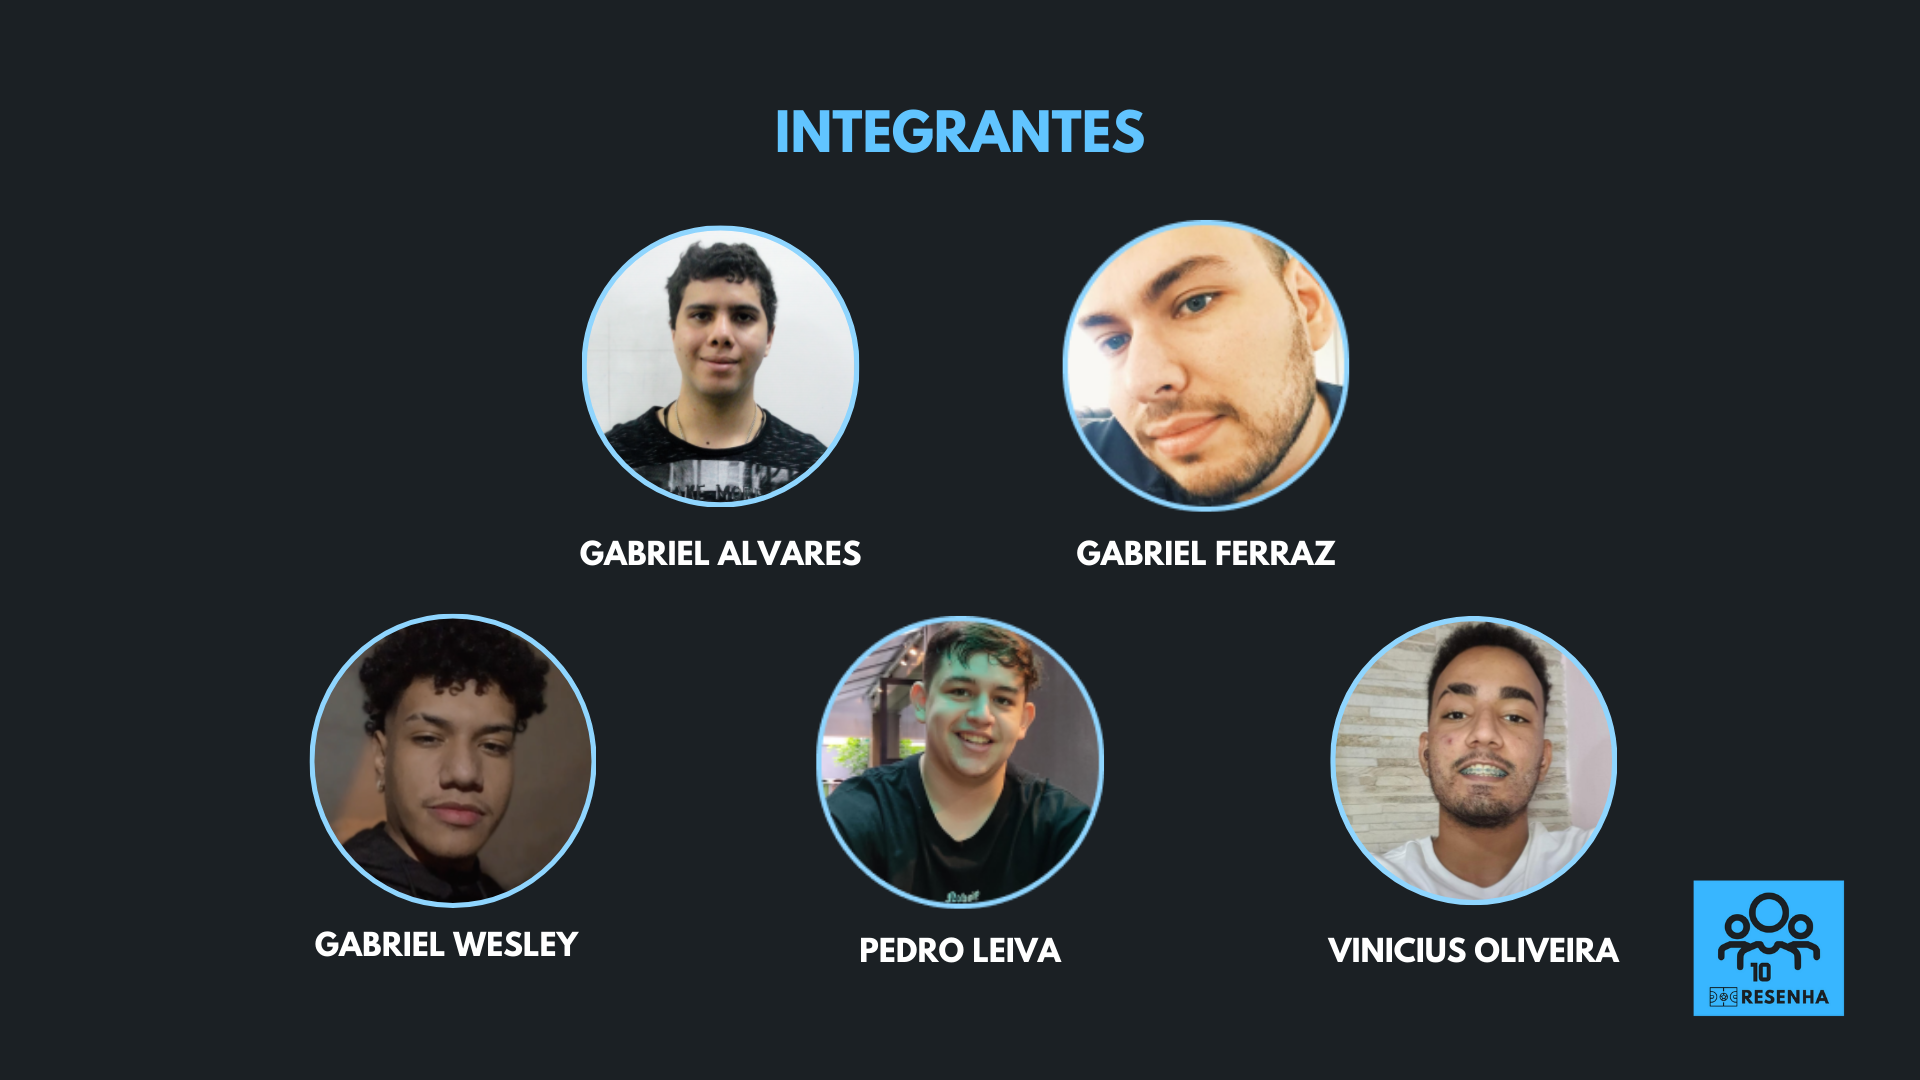 INTEGRANTES
GABRIEL ALVARES
GABRIEL FERRAZ
GABRIEL WESLEY
PEDRO LEIVA
VINICIUS OLIVEIRA
10
RESENHA